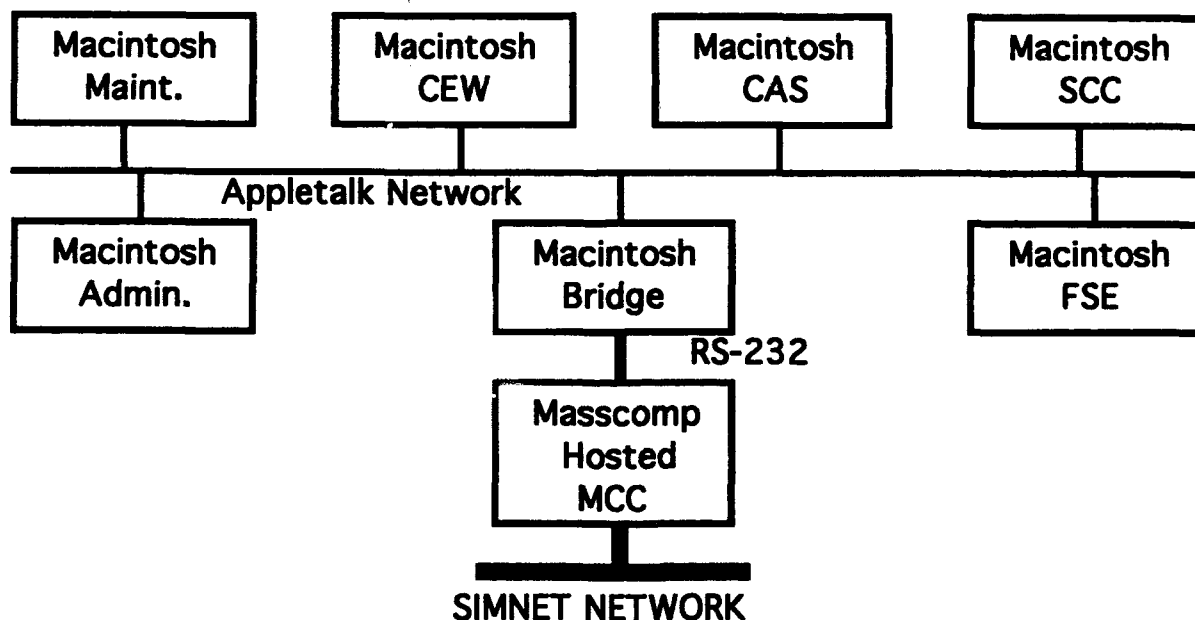 Macintosh
Maint.
Macintosh
CEW
Macintosh
CAS
Macintosh
SCC
Appletalk Network
Macintosh
Admin.
Macintosh
Bridge
Macintosh
FSE
RS-232
Masscomp
Hosted
MCC
SIMNET NETWORK